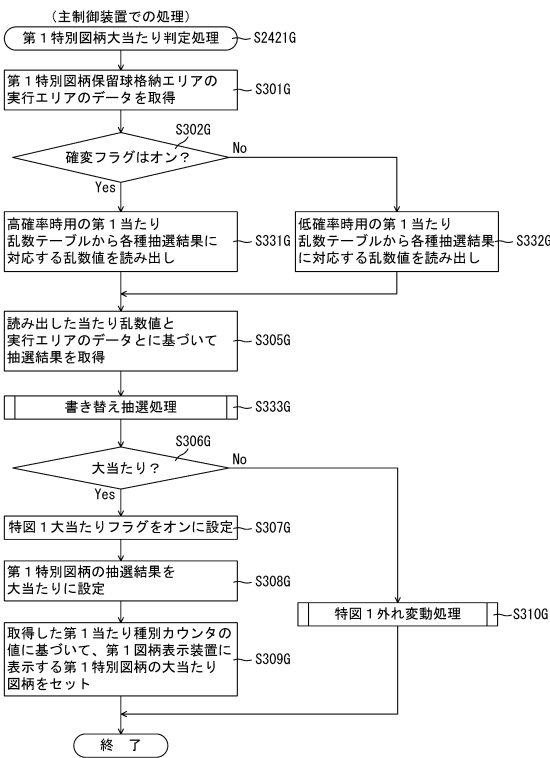 （主制御装置での処理）
第１特別図柄大当たり判定処理
S2421G
第１特別図柄保留球格納エリアの
実行エリアのデータを取得
S301G
S302G
確変フラグはオン？
No
Yes
高確率時用の第１当たり
乱数テーブルから各種抽選結果に
対応する乱数値を読み出し
S331G
低確率時用の第１当たり
乱数テーブルから各種抽選結果
に対応する乱数値を読み出し
S332G
読み出した当たり乱数値と
実行エリアのデータとに基づいて
抽選結果を取得
S305G
書き替え抽選処理
S333G
S306G
大当たり？
No
Yes
特図１大当たりフラグをオンに設定
S307G
第１特別図柄の抽選結果を
大当たりに設定
S308G
特図１外れ変動処理
S310G
取得した第１当たり種別カウンタの
値に基づいて、第１図柄表示装置に
表示する第１特別図柄の大当たり
図柄をセット
S309G
終　了